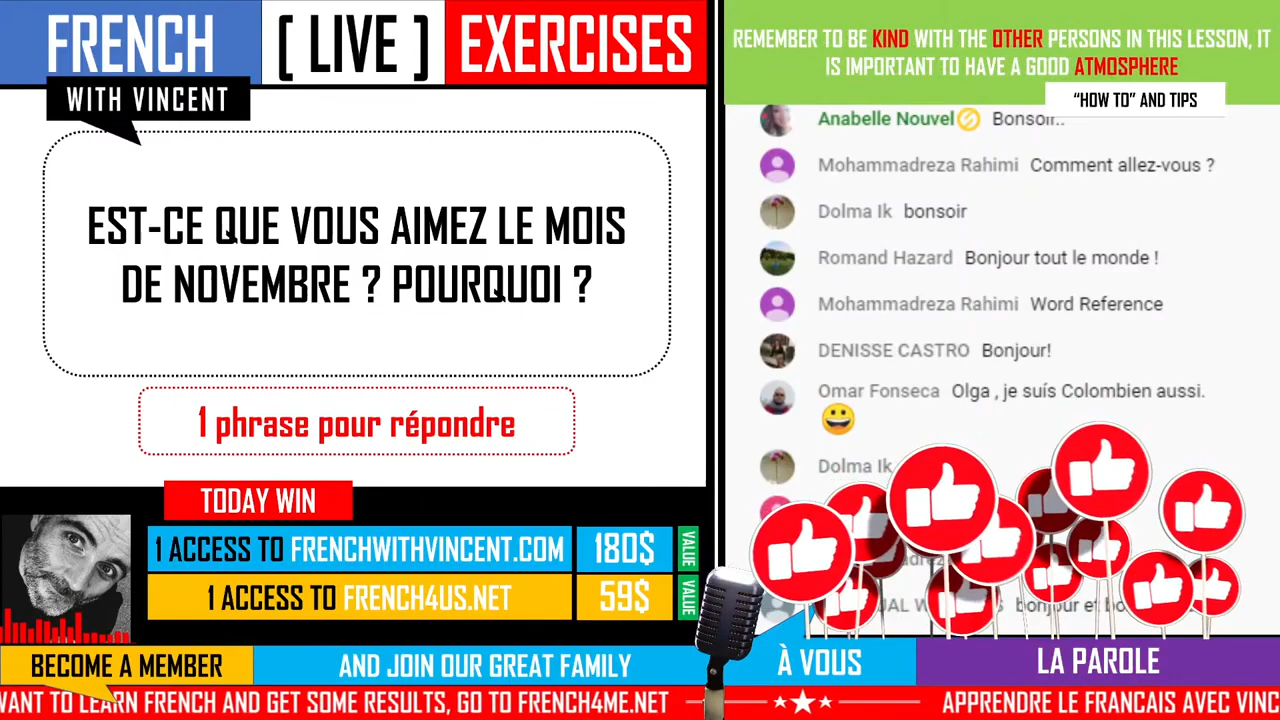 FRENCH [ LIVE ] EXERCISES
WITH VINCENT
EST-CE QUE VOUS AIMEZ LE MOIS
DE NOVEMBRE ? POURQUOI ?
1 phrase pour répondre
TODAY WIN
1 ACCESS TO FRENCHWITHVINCENT.COM 180$ VALUE
1 ACCESS TO FRENCH4US.NET 59$ VALUE
BECOME A MEMBER AND JOIN OUR GREAT FAMILY
REMEMBER TO BE KIND WITH THE OTHER PERSONS IN THIS LESSON, IT
IS IMPORTANT TO HAVE A GOOD ATMOSPHERE
"HOW TO" AND TIPS
Anabelle Nouvel Bonsoir..
Mohammadreza Rahimi Comment allez-vous ?
Dolma Ik bonsoir
Romand Hazard Bonjour tout le monde !
Mohammadreza Rahimi Word Reference
DENISSE CASTRO Bonjour!
Omar Fonseca Olga , je suís Colombien aussi.
Dolma Ik
bonjour et
À VOUS LA PAROLE
WANT TO LEARN FRENCH AND GET SOME RESULTS, GO TO FRENCH4ME.NET APPRENDRE LE FRANCAIS AVEC VINC